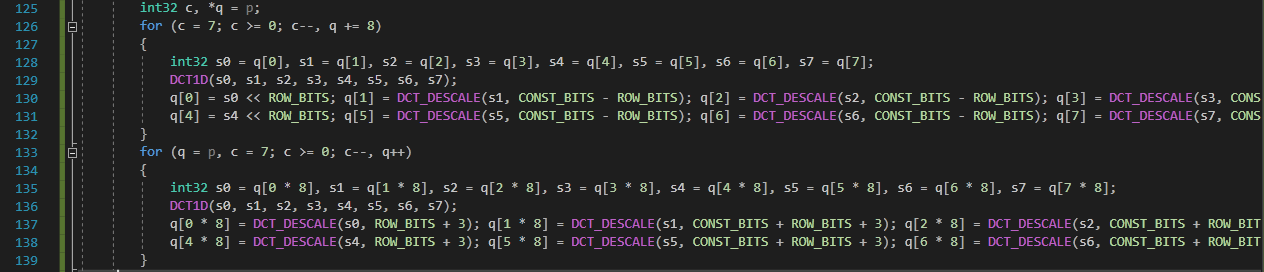 125 int32 c, *q = p;
126 for (c = 7; c >= 0; c--, q += 8)
127 {
128 int32 s0 = q[0], s1 = q[1], s2 = q[2], s3 = q[3], s4 = q[4], s5 = q[5], s6 = q[6], s7 = q[7];
129 DCT1D(s0, s1, s2, s3, s4, s5, s6, s7);
130 q[0] = s0 << ROW_BITS; q[1] = DCT_DESCALE(s1, CONST_BITS - ROW_BITS); q[2] = DCT_DESCALE(s2, CONST_BITS - ROW_BITS); q[3] = DCT_DESCALE(s3, CONS
131 q[4] = s4 << ROW_BITS; q[5] = DCT_DESCALE(s5, CONST_BITS - ROW_BITS); q[6] = DCT_DESCALE(s6, CONST_BITS - ROW_BITS); q[7] = DCT_DESCALE(s7, CONS
132 }
133 for (q = p, c = 7; c >= 0; c--, q++)
134 {
135 int32 s0 = q[0 * 8], s1 = q[1 * 8], s2 = q[2 * 8], s3 = q[3 * 8], s4 = q[4 * 8], s5 = q[5 * 8], s6 = q[6 * 8], s7 = q[7 * 8];
136 DCT1D(s0, s1, s2, s3, s4, s5, s6, s7);
137 q[0 * 8] = DCT_DESCALE(s0, ROW_BITS + 3); q[1 * 8] = DCT_DESCALE(s1, CONST_BITS + ROW_BITS + 3); q[2 * 8] = DCT_DESCALE(s2, CONST_BITS + ROW_BIT
138 q[4 * 8] = DCT_DESCALE(s4, ROW_BITS + 3); q[5 * 8] = DCT_DESCALE(s5, CONST_BITS + ROW_BITS + 3); q[6 * 8] = DCT_DESCALE(s6, CONST_BITS + ROW_BIT
139 }